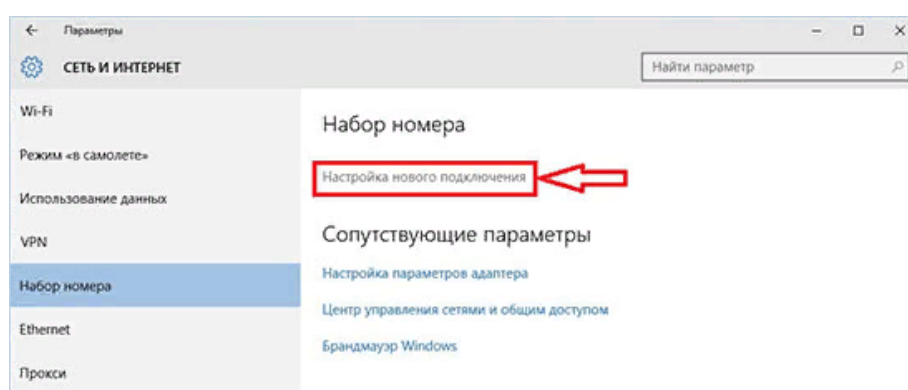 Параметры
СЕТЬ И ИНТЕРНЕТ
Найти параметр
Wi-Fi
Режим «в самолете»
Использование данных
VPN
Набор номера
Ethernet
Прокси
Набор номера
Настройка нового подключения
Сопутствующие параметры
Настройка параметров адаптера
Центр управления сетями и общим доступом
Брандмауэр Windows